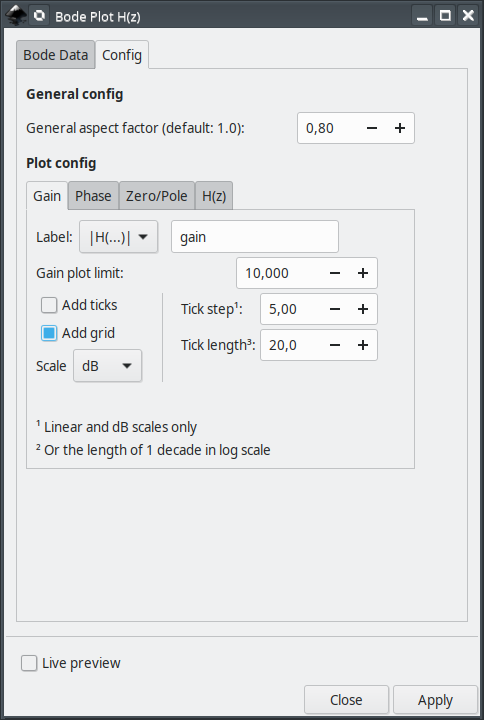 Bode Plot H(z)
Bode Data Config
General config
General aspect factor (default: 1.0): 0,80
Plot config
Gain Phase Zero/Pole H(z)
Label: |H(...)| gain
Gain plot limit: 10,000
Add ticks Tick step¹: 5,00
Add grid Tick length³: 20,0
Scale dB
¹ Linear and dB scales only
² Or the length of 1 decade in log scale
Live preview
Close Apply